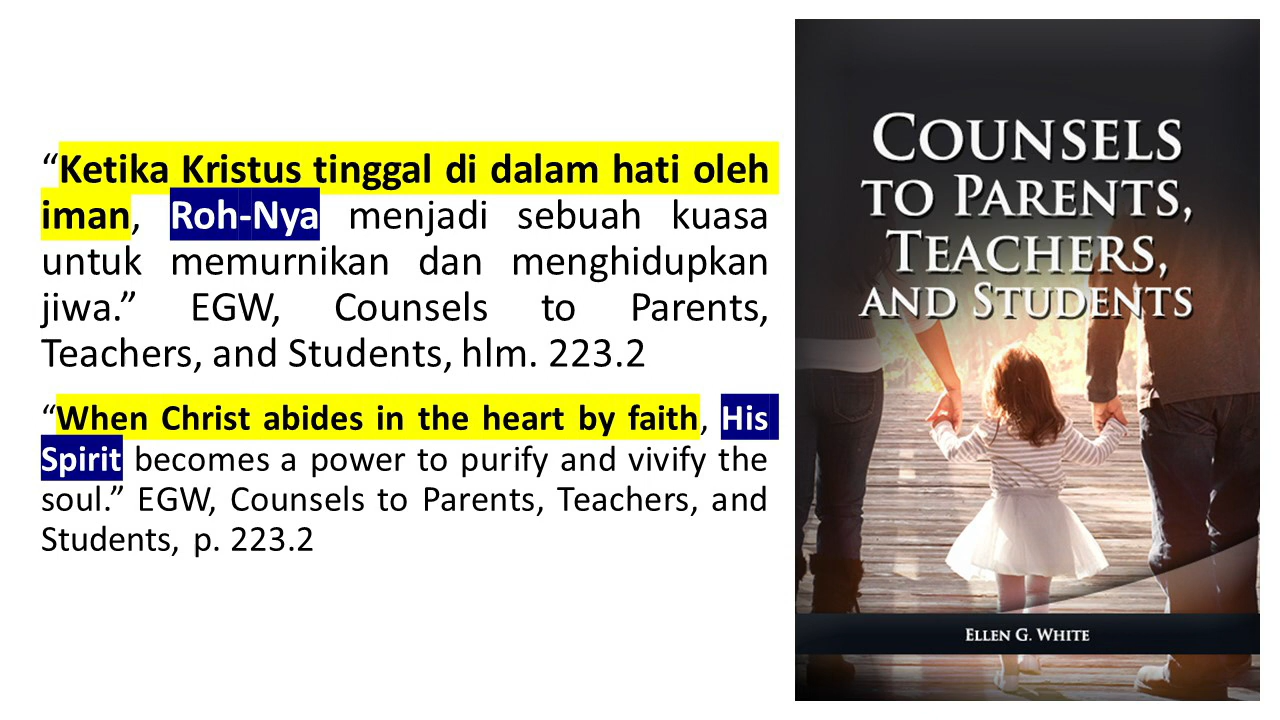 “Ketika Kristus tinggal di dalam hati oleh
iman, Roh-Nya menjadi sebuah kuasa
untuk memurnikan dan menghidupkan
jiwa.” EGW, Counsels to Parents,
Teachers, and Students, hlm. 223.2
“When Christ abides in the heart by faith, His
Spirit becomes a power to purify and vivify the
soul.” EGW, Counsels to Parents, Teachers, and
Students, p. 223.2
COUNSELS
TO PARENTS,
TEACHERS,
AND STUDENTS
ELLEN G. WHITE